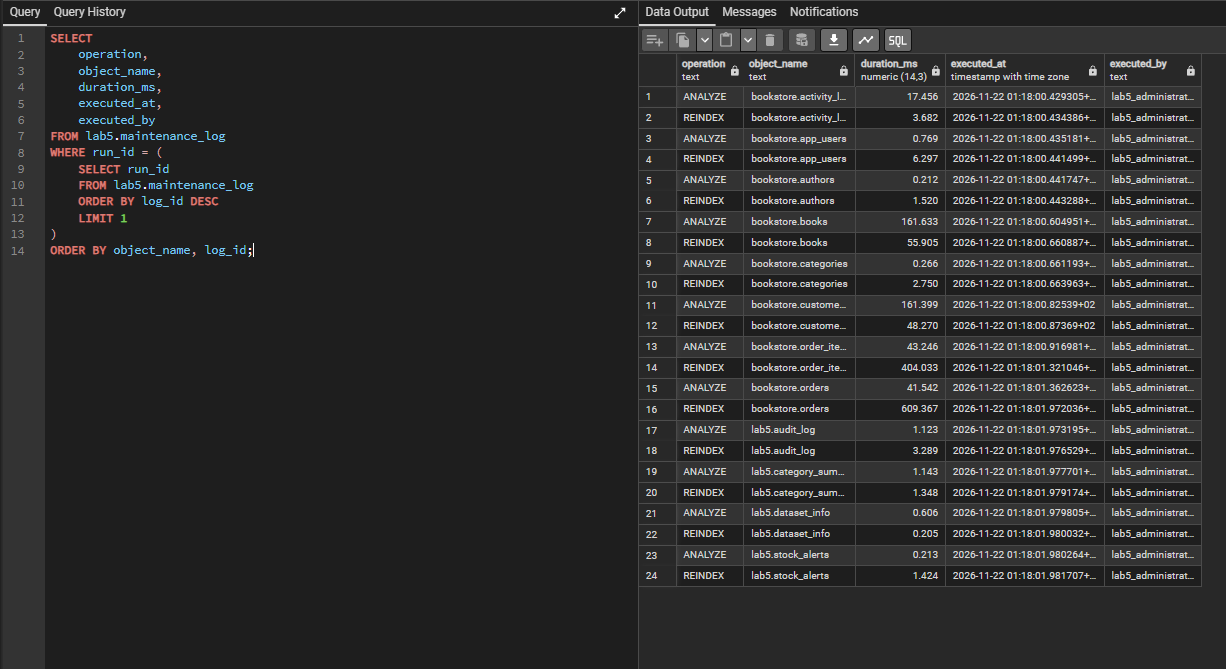 Query Query History
1 SELECT
2 operation,
3 object_name,
4 duration_ms,
5 executed_at,
6 executed_by
7 FROM lab5.maintenance_log
8 WHERE run_id = (
9 SELECT run_id
10 FROM lab5.maintenance_log
11 ORDER BY log_id DESC
12 LIMIT 1
13 )
14 ORDER BY object_name, log_id;
Data Output Messages Notifications
SQL
operation object_name duration_ms executed_at executed_by
text text numeric (14,3) timestamp with time zone text
1 ANALYZE bookstore.activity_l... 17.456 2026-11-22 01:18:00.429305+... lab5_administrat...
2 REINDEX bookstore.activity_l... 3.682 2026-11-22 01:18:00.434386+... lab5_administrat...
3 ANALYZE bookstore.app_users 0.769 2026-11-22 01:18:00.435181+... lab5_administrat...
4 REINDEX bookstore.app_users 6.297 2026-11-22 01:18:00.441499+... lab5_administrat...
5 ANALYZE bookstore.authors 0.212 2026-11-22 01:18:00.441747+... lab5_administrat...
6 REINDEX bookstore.authors 1.520 2026-11-22 01:18:00.443288+... lab5_administrat...
7 ANALYZE bookstore.books 161.633 2026-11-22 01:18:00.604951+... lab5_administrat...
8 REINDEX bookstore.books 55.905 2026-11-22 01:18:00.660887+... lab5_administrat...
9 ANALYZE bookstore.categories 0.266 2026-11-22 01:18:00.661193+... lab5_administrat...
10 REINDEX bookstore.categories 2.750 2026-11-22 01:18:00.663963+... lab5_administrat...
11 ANALYZE bookstore.custome... 161.399 2026-11-22 01:18:00.82539+02 lab5_administrat...
12 REINDEX bookstore.custome... 48.270 2026-11-22 01:18:00.87369+02 lab5_administrat...
13 ANALYZE bookstore.order_ite... 43.246 2026-11-22 01:18:00.916981+... lab5_administrat...
14 REINDEX bookstore.order_ite... 404.033 2026-11-22 01:18:01.321046+... lab5_administrat...
15 ANALYZE bookstore.orders 41.542 2026-11-22 01:18:01.362623+... lab5_administrat...
16 REINDEX bookstore.orders 609.367 2026-11-22 01:18:01.972036+... lab5_administrat...
17 ANALYZE lab5.audit_log 1.123 2026-11-22 01:18:01.973195+... lab5_administrat...
18 REINDEX lab5.audit_log 3.289 2026-11-22 01:18:01.976529+... lab5_administrat...
19 ANALYZE lab5.category_sum... 1.143 2026-11-22 01:18:01.977701+... lab5_administrat...
20 REINDEX lab5.category_sum... 1.348 2026-11-22 01:18:01.979174+... lab5_administrat...
21 ANALYZE lab5.dataset_info 0.606 2026-11-22 01:18:01.979805+... lab5_administrat...
22 REINDEX lab5.dataset_info 0.205 2026-11-22 01:18:01.980032+... lab5_administrat...
23 ANALYZE lab5.stock_alerts 0.213 2026-11-22 01:18:01.980264+... lab5_administrat...
24 REINDEX lab5.stock_alerts 1.424 2026-11-22 01:18:01.981707+... lab5_administrat...